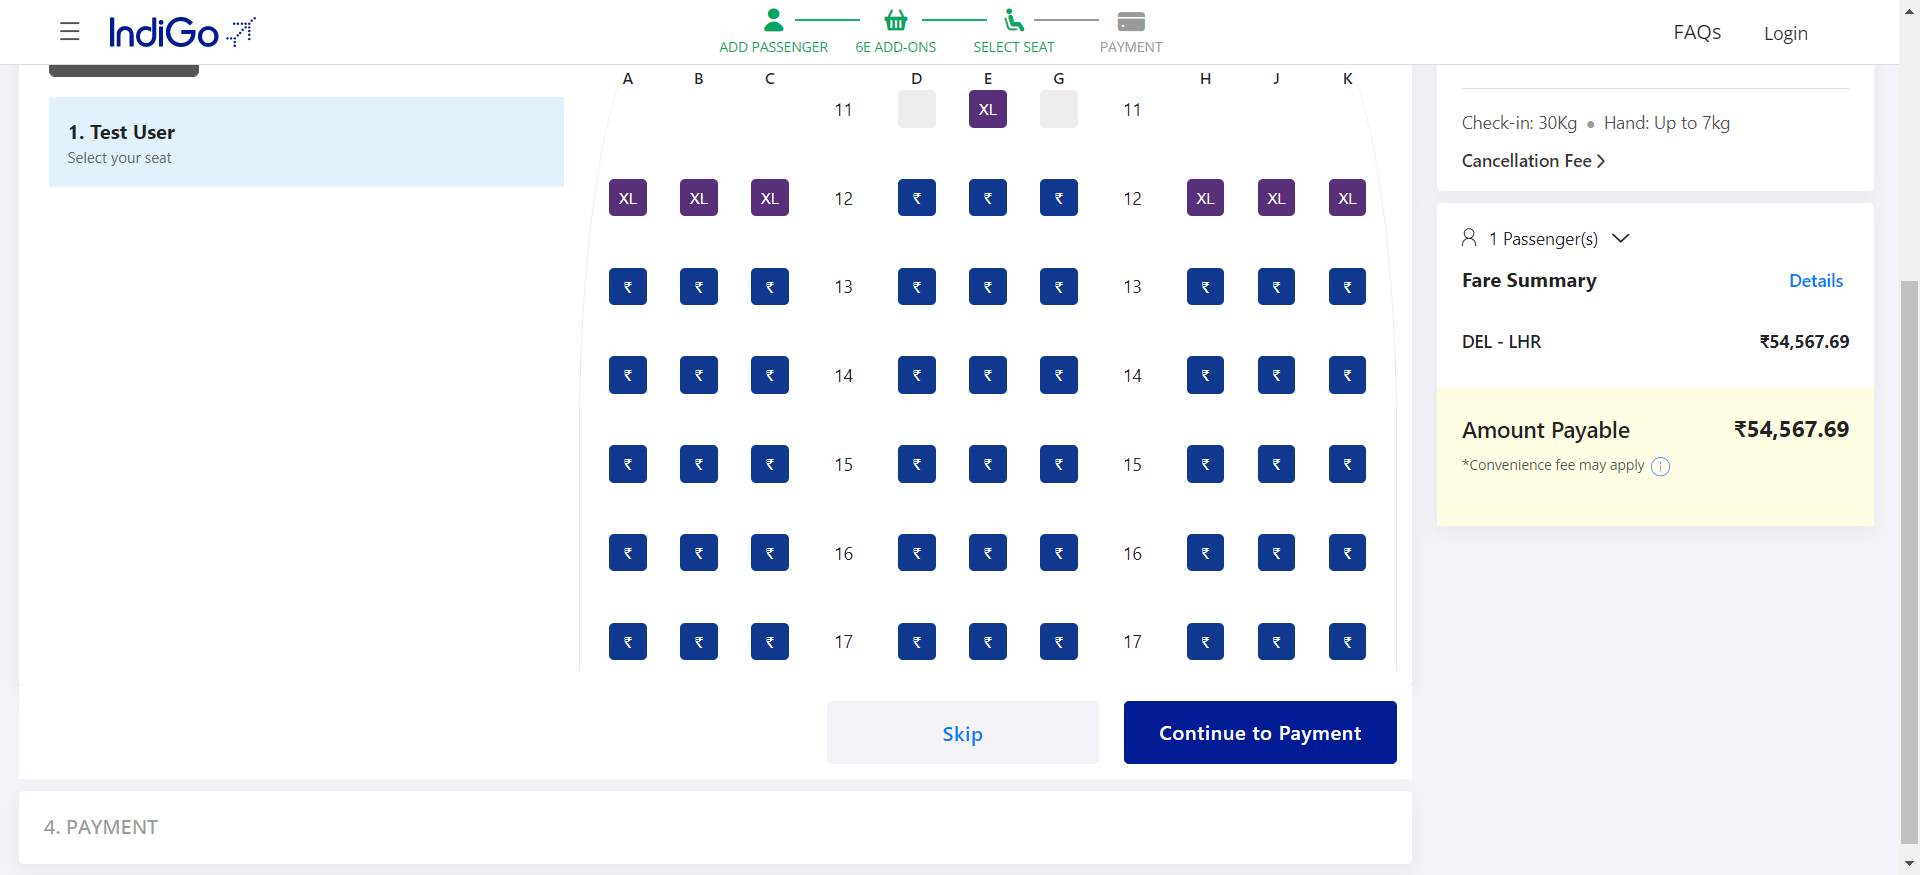 IndiGo
ADD PASSENGER 6E ADD-ONS SELECT SEAT PAYMENT
FAQs Login
1. Test User
Select your seat
A B C D E G H J K
11 XL 11
XL XL XL 12 ₹ ₹ ₹ 12 XL XL XL
₹ ₹ ₹ 13 ₹ ₹ ₹ 13 ₹ ₹ ₹
₹ ₹ ₹ 14 ₹ ₹ ₹ 14 ₹ ₹ ₹
₹ ₹ ₹ 15 ₹ ₹ ₹ 15 ₹ ₹ ₹
₹ ₹ ₹ 16 ₹ ₹ ₹ 16 ₹ ₹ ₹
₹ ₹ ₹ 17 ₹ ₹ ₹ 17 ₹ ₹ ₹
Skip
Continue to Payment
4. PAYMENT
Check-in: 30Kg ● Hand: Up to 7kg
Cancellation Fee
1 Passenger(s)
Fare Summary Details
DEL - LHR ₹54,567.69
Amount Payable ₹54,567.69
*Convenience fee may apply i